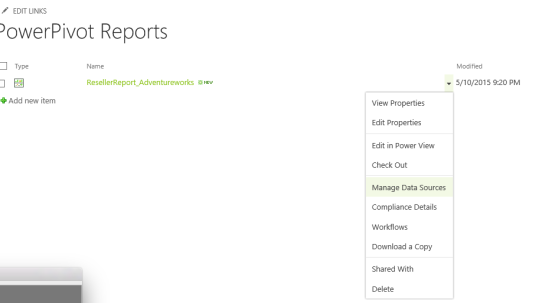 EDIT LINKS
PowerPivot Reports
Type Name Modified
ResellerReport_Adventureworks NEW 5/10/2015 9:20 PM
Add new item
View Properties
Edit Properties
Edit in Power View
Check Out
Manage Data Sources
Compliance Details
Workflows
Download a Copy
Shared With
Delete